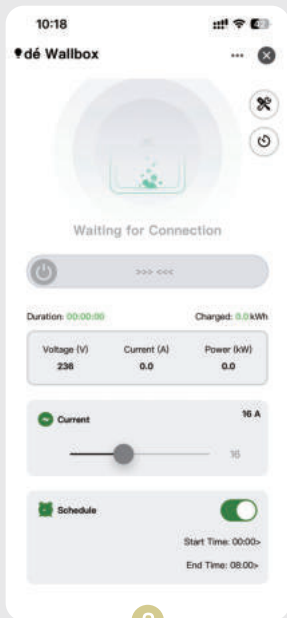 10:18
dé Wallbox
Waiting for Connection
>>> <<<
Duration: 00:00:00 Charged: 0.0 kWh
Voltage (V) Current (A) Power (kW)
236 0.0 0.0
Current 16 A
16
Schedule
Start Time: 00:00>
End Time: 08:00>